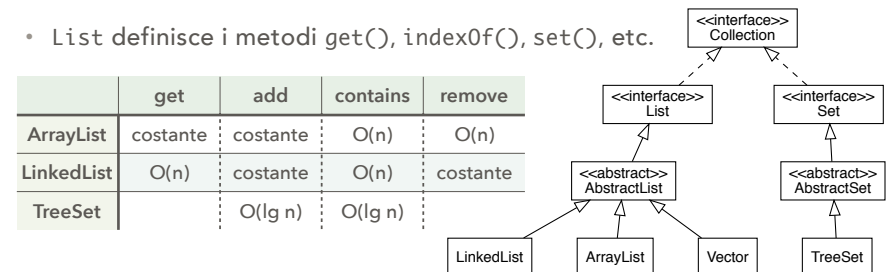 • List definisce i metodi get(), indexOf(), set(), etc.
get add contains remove
ArrayList costante costante O(n) O(n)
LinkedList O(n) costante O(n) costante
TreeSet O(lg n) O(lg n)
<<interface>>
Collection
<<interface>> <<interface>>
List Set
<<abstract>> <<abstract>>
AbstractList AbstractSet
LinkedList ArrayList Vector TreeSet